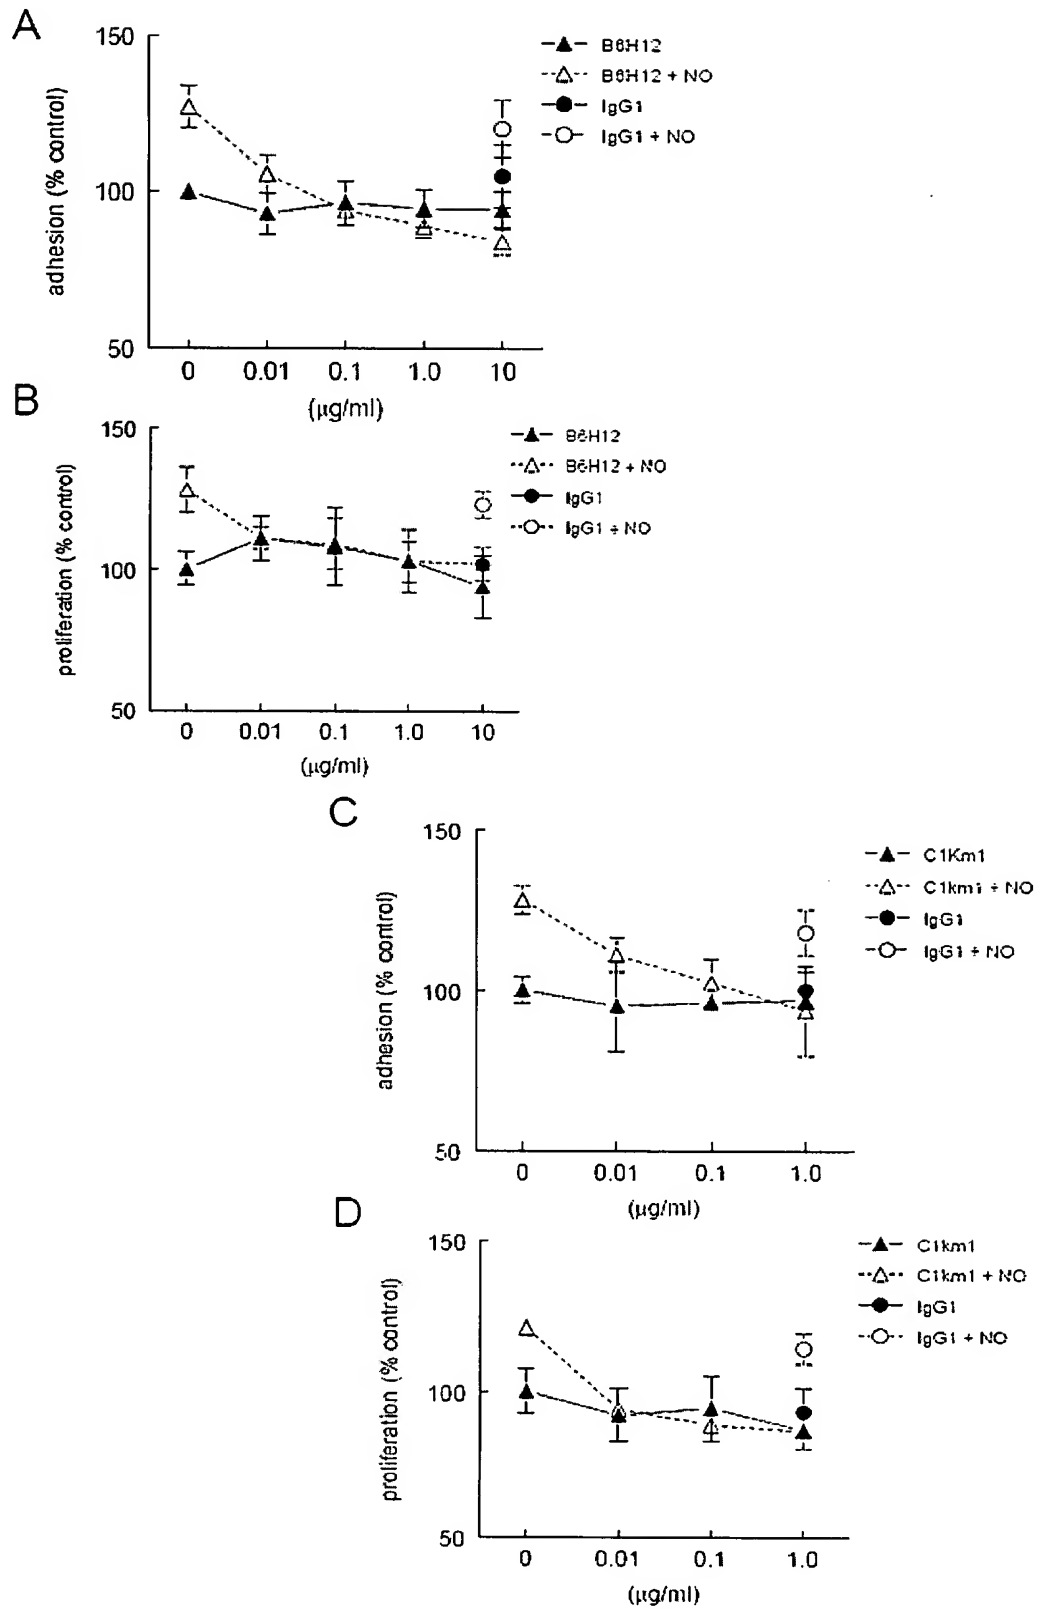 A
150
100
50
adhesion (% control)
0 0.01 0.1 1.0 10
(µg/ml)
B6H12
B6H12 + NO
IgG1
IgG1 + NO
B
150
100
50
proliferation (% control)
0 0.01 0.1 1.0 10
(µg/ml)
B6H12
B6H12 + NO
IgG1
IgG1 + NO
C
150
100
50
adhesion (% control)
0 0.01 0.1 1.0
(µg/ml)
C1Km1
C1km1 + NO
IgG1
IgG1 + NO
D
150
100
50
proliferation (% control)
0 0.01 0.1 1.0
(µg/ml)
C1km1
C1km1 + NO
IgG1
IgG1 + NO